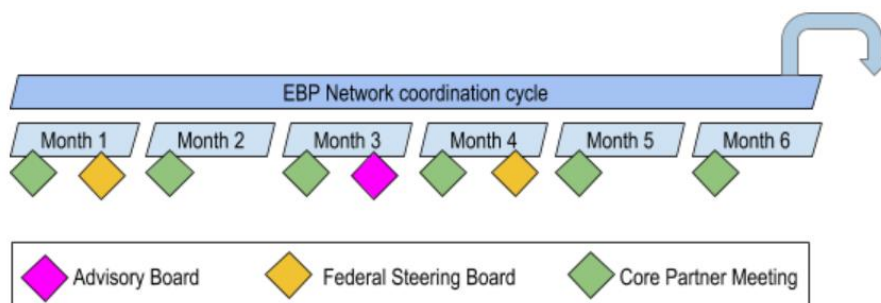 EBP Network coordination cycle
Month 1 Month 2 Month 3 Month 4 Month 5 Month 6
Advisory Board Federal Steering Board Core Partner Meeting